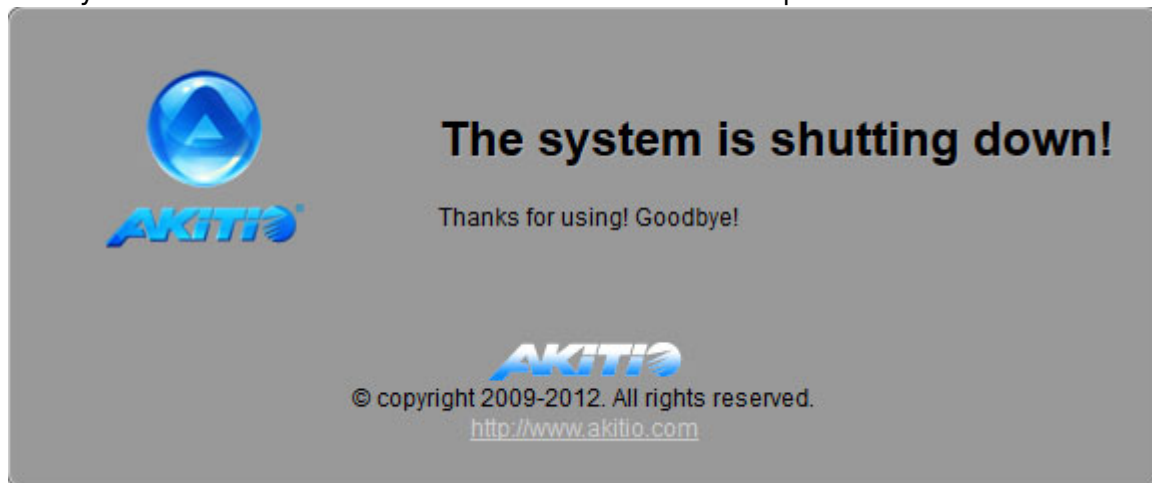 The system is shutting down!
AKiTiO®
Thanks for using! Goodbye!
AKiTiO
© copyright 2009-2012. All rights reserved.
http://www.akitio.com